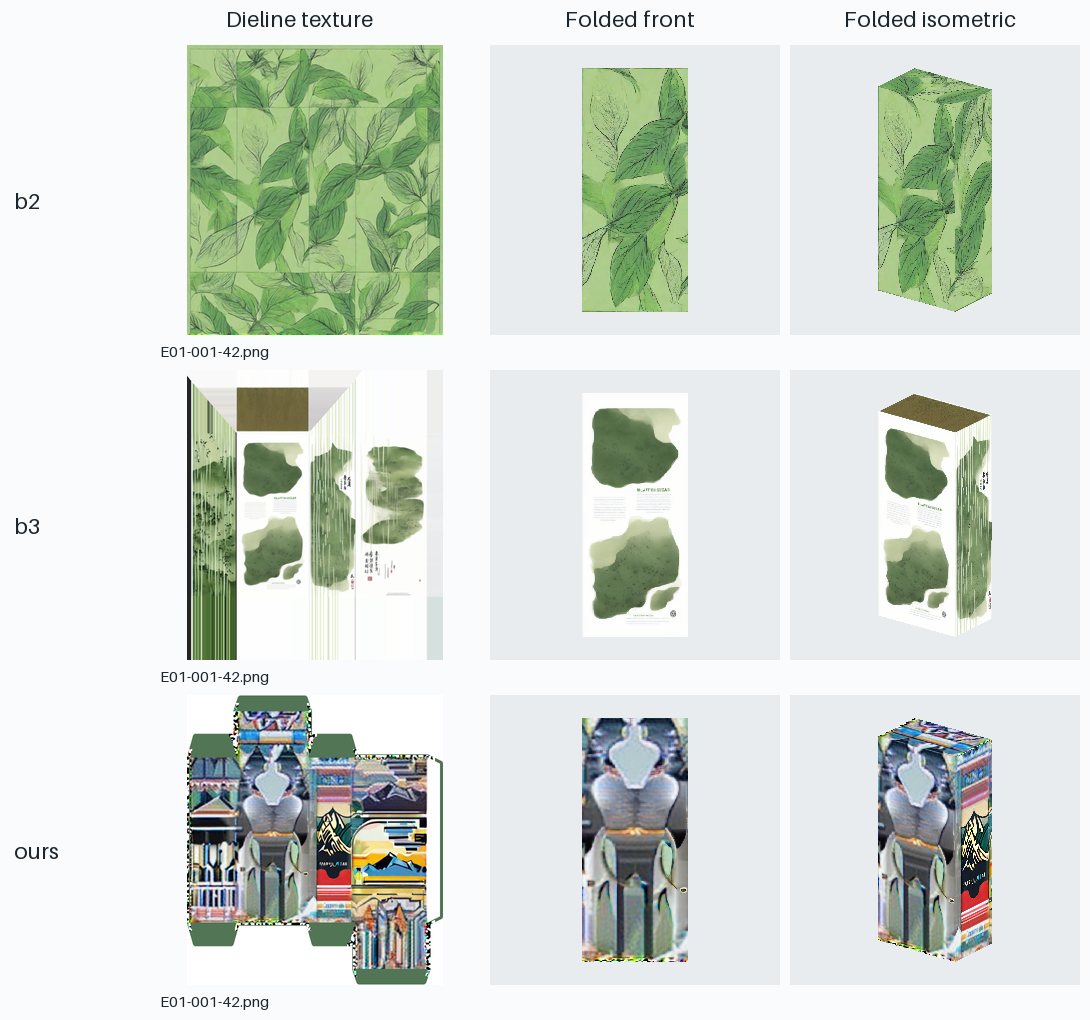 Dieline texture
Folded front
Folded isometric
b2
E01-001-42.png
b3
E01-001-42.png
ours
E01-001-42.png